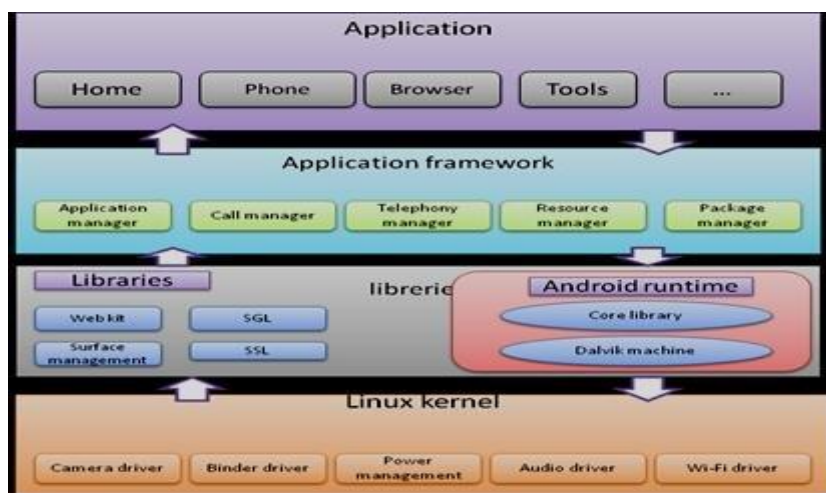 Application
Home
Phone
Browser
Tools
...
Application framework
Application
manager
Call manager
Telephony
manager
Resource
manager
Package
manager
Libraries
libreric
Android runtime
Web kit
SGL
Core library
Surface
management
SSL
Dalvik machine
Linux kernel
Camera driver
Binder driver
Power
management
Audio driver
Wi-Fi driver